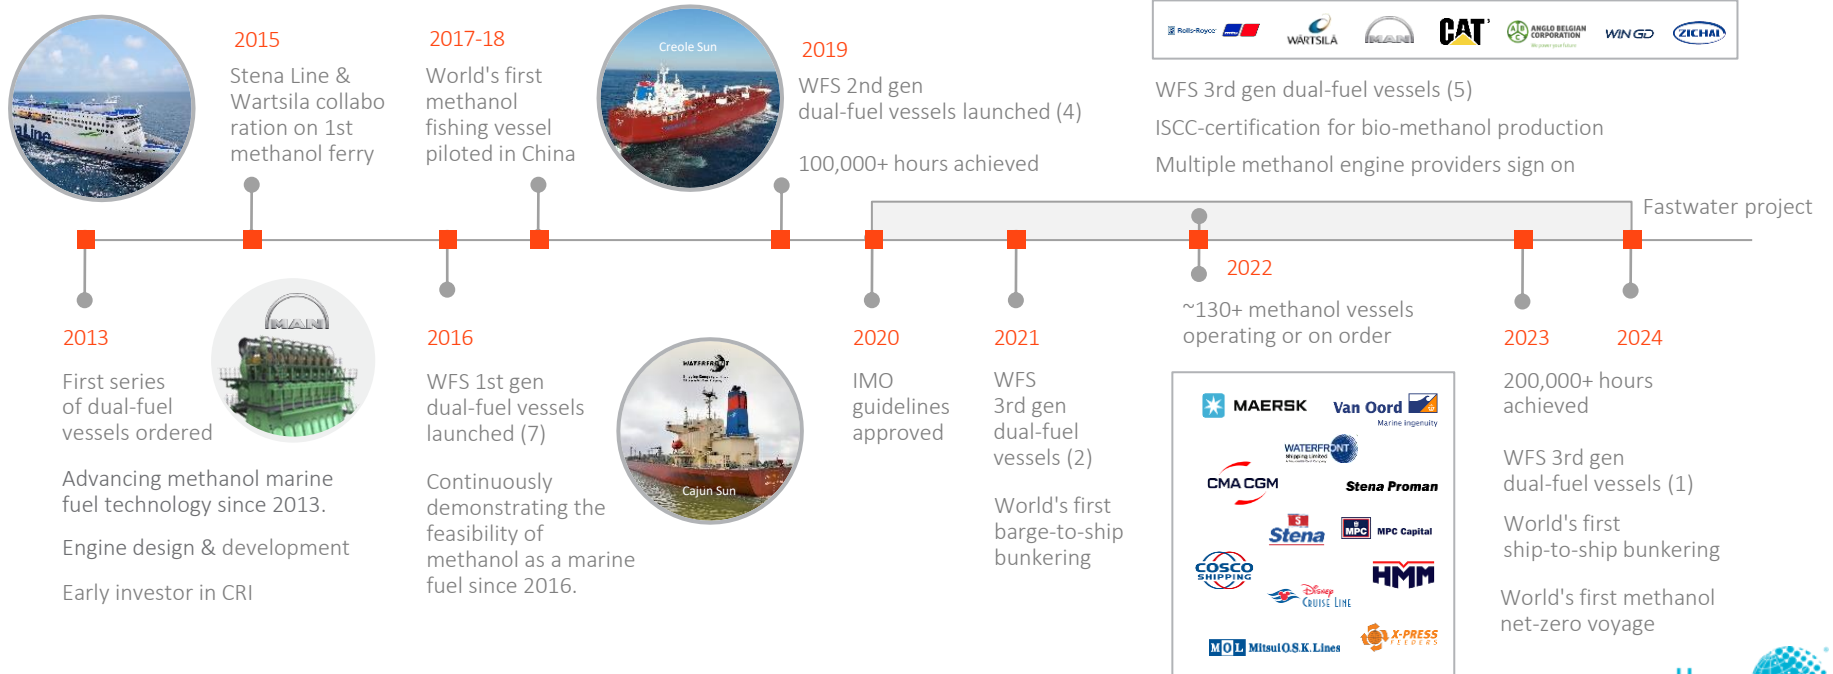 2015
Stena Line &
Wartsila collabo
ration on 1st
methanol ferry
2017-18
World's first
methanol
fishing vessel
piloted in China
Creole Sun
2019
WFS 2nd gen
dual-fuel vessels launched (4)
100,000+ hours achieved
Rolls-Royce
WÄRTSILÄ
MAN
CAT
ABC
ANGLO BELGIAN
CORPORATION
WIN GD
ZICHAI
WFS 3rd gen dual-fuel vessels (5)
ISCC-certification for bio-methanol production
Multiple methanol engine providers sign on
Fastwater project
2013
First series
of dual-fuel
vessels ordered
Advancing methanol marine
fuel technology since 2013.
Engine design & development
Early investor in CRI
MAN
2016
WFS 1st gen
dual-fuel vessels
launched (7)
Continuously
demonstrating the
feasibility of
methanol as a marine
fuel since 2016.
WATERFRONT
Cajun Sun
2020
IMO
guidelines
approved
2021
WFS
3rd gen
dual-fuel
vessels (2)
World's first
barge-to-ship
bunkering
2022
~130+ methanol vessels
operating or on order
MAERSK
Van Oord
Marine ingenuity
WATERFRONT
Shipping Limited
CMA CGM
Stena Proman
S
Stena
MPC
MPC Capital
COSCO
SHIPPING
HMM
Disney
CRUISE LINE
MOL Mitsui O.S.K. Lines
X-PRESS
FEEDERS
2023
200,000+ hours
achieved
WFS 3rd gen
dual-fuel vessels (1)
World's first
ship-to-ship bunkering
World's first methanol
net-zero voyage
2024